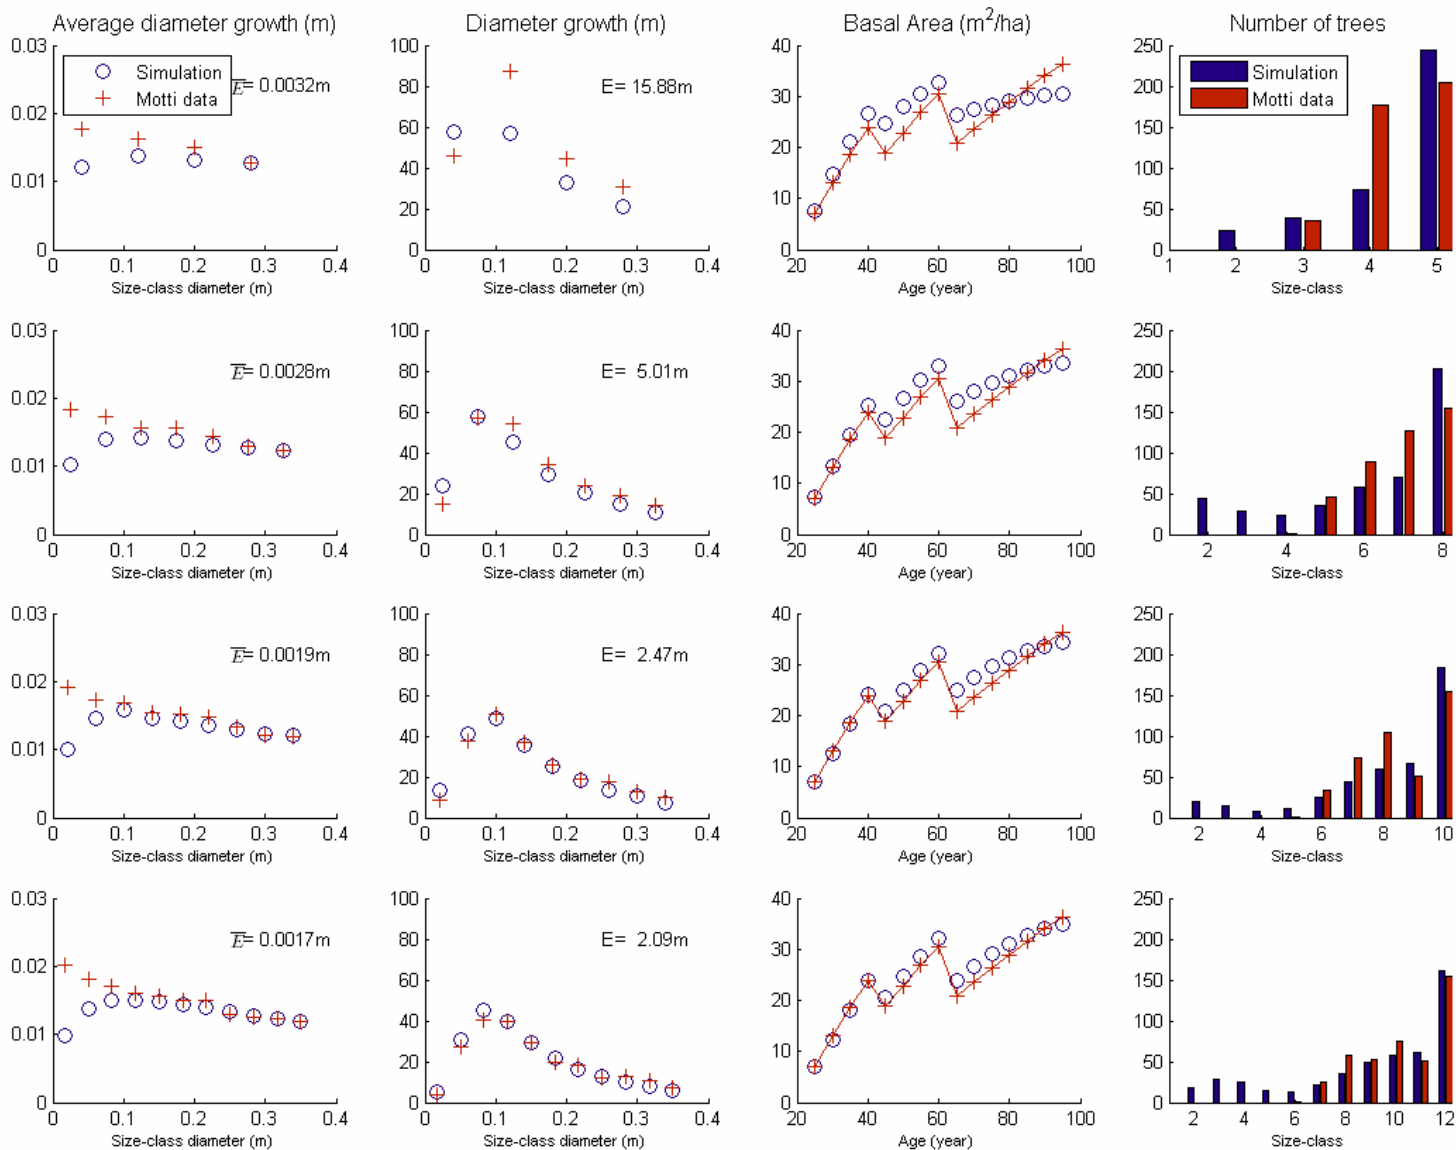 Average diameter growth (m)
Diameter growth (m)
Basal Area (m²/ha)
Number of trees
0.03
0.02
0.01
0
Simulation
Motti data
E̅= 0.0032m
0 0.1 0.2 0.3 0.4
Size-class diameter (m)
100
80
60
40
20
0
E= 15.88m
0 0.1 0.2 0.3 0.4
Size-class diameter (m)
40
30
20
10
0
20 40 60 80 100
Age (year)
250
200
150
100
50
0
Simulation
Motti data
1 2 3 4 5
Size-class
0.03
0.02
0.01
0
E̅= 0.0028m
0 0.1 0.2 0.3 0.4
Size-class diameter (m)
100
80
60
40
20
0
E= 5.01m
0 0.1 0.2 0.3 0.4
Size-class diameter (m)
40
30
20
10
0
20 40 60 80 100
Age (year)
250
200
150
100
50
0
2 4 6 8
Size-class
0.03
0.02
0.01
0
E̅= 0.0019m
0 0.1 0.2 0.3 0.4
Size-class diameter (m)
100
80
60
40
20
0
E= 2.47m
0 0.1 0.2 0.3 0.4
Size-class diameter (m)
40
30
20
10
0
20 40 60 80 100
Age (year)
250
200
150
100
50
0
2 4 6 8 10
Size-class
0.03
0.02
0.01
0
E̅= 0.0017m
0 0.1 0.2 0.3 0.4
Size-class diameter (m)
100
80
60
40
20
0
E= 2.09m
0 0.1 0.2 0.3 0.4
Size-class diameter (m)
40
30
20
10
0
20 40 60 80 100
Age (year)
250
200
150
100
50
0
2 4 6 8 10 12
Size-class